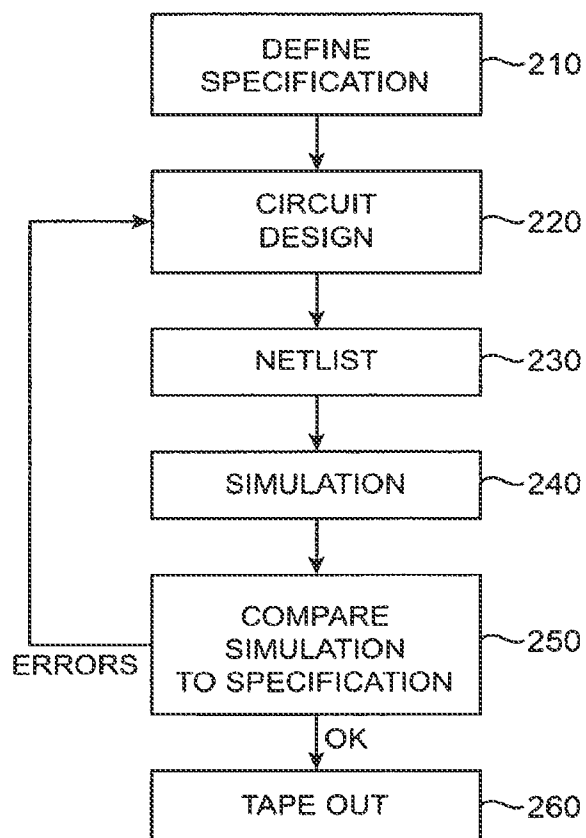 DEFINE
SPECIFICATION
210
CIRCUIT
DESIGN
220
NETLIST
230
SIMULATION
240
COMPARE
SIMULATION
TO SPECIFICATION
250
ERRORS
OK
TAPE OUT
260